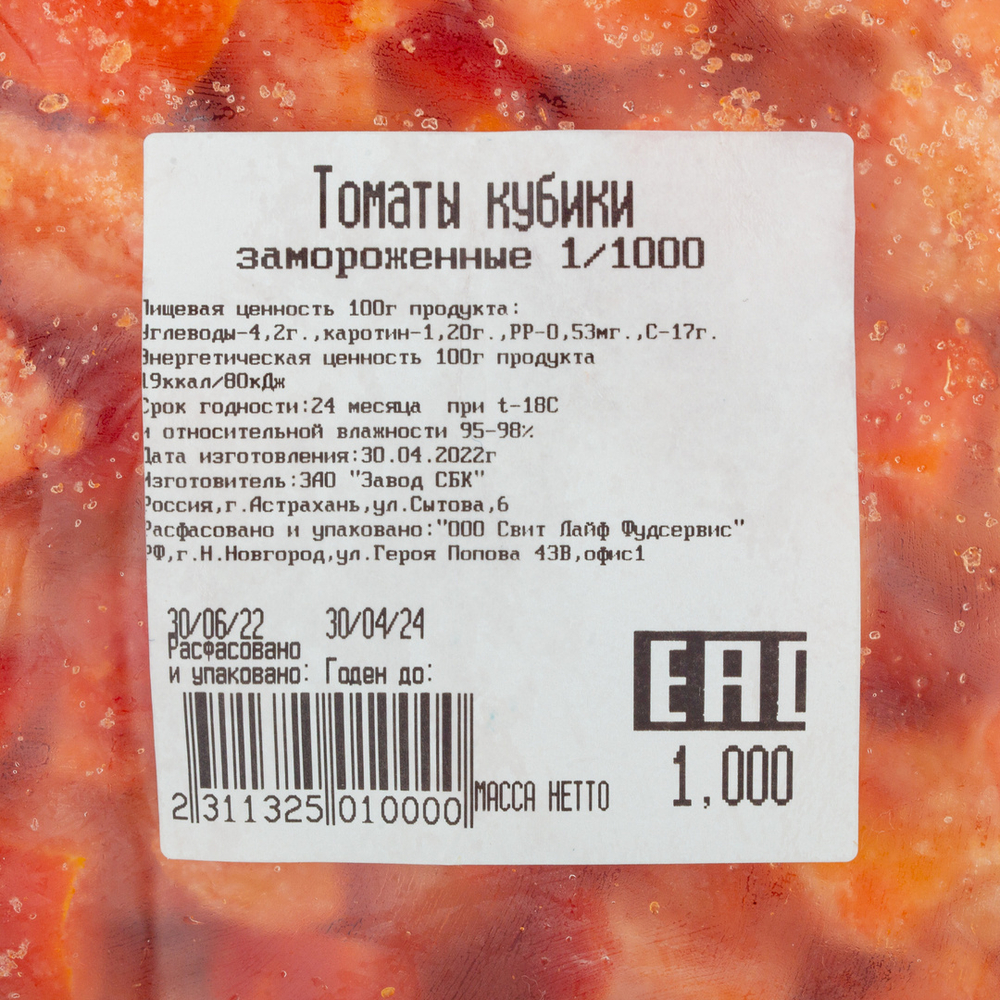 Томаты кубики
замороженные 1/1000
Пищевая ценность 100г продукта:
Углеводы-4,2г.,каротин-1,20г.,РР-0,53мг.,С-17г.
Энергетическая ценность 100г продукта
19ккал/80кДж
Срок годности:24 месяца при t-18С
и относительной влажности 95-98%
Дата изготовления:30.04.2022г
Изготовитель:ЗАО "Завод СБК"
Россия,г.Астрахань,ул.Сытова,6
Расфасовано и упаковано:"ООО Свит Лайф Фудсервис"
РФ,г.Н.Новгород,ул.Героя Попова 43В,офис1
30/06/22 30/04/24
Расфасовано
и упаковано: Годен до:
EAC
2 311325 010000
МАССА НЕТТО
1,000